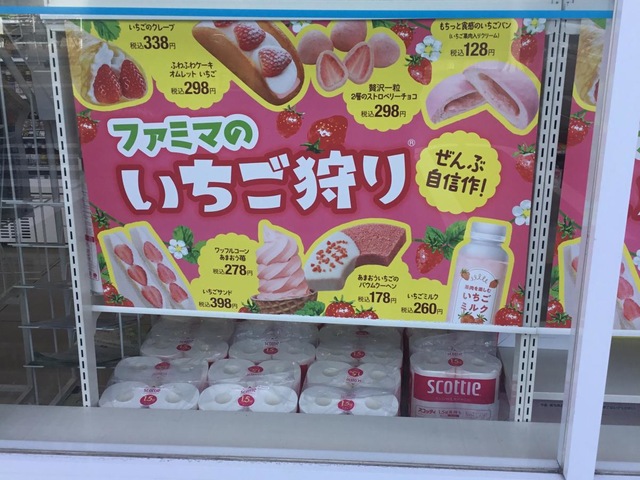 いちごのクレープ
税込338円
ふわふわケーキ
オムレット いちご
税込298円
贅沢一粒
2層のストロベリーチョコ
税込298円
もちっと食感のいちごパン
(いちご果肉入りクリーム)
税込128円
ファミマの
いちご狩り®
ぜんぶ
自信作!
いちごサンド
税込398円
ワッフルコーン
あまおう苺
税込278円
あまおういちごの
バウムクーヘン
税込178円
いちごミルク
税込260円
いちご
ミルク
SCOTTIE
1.5
1.5
1.5